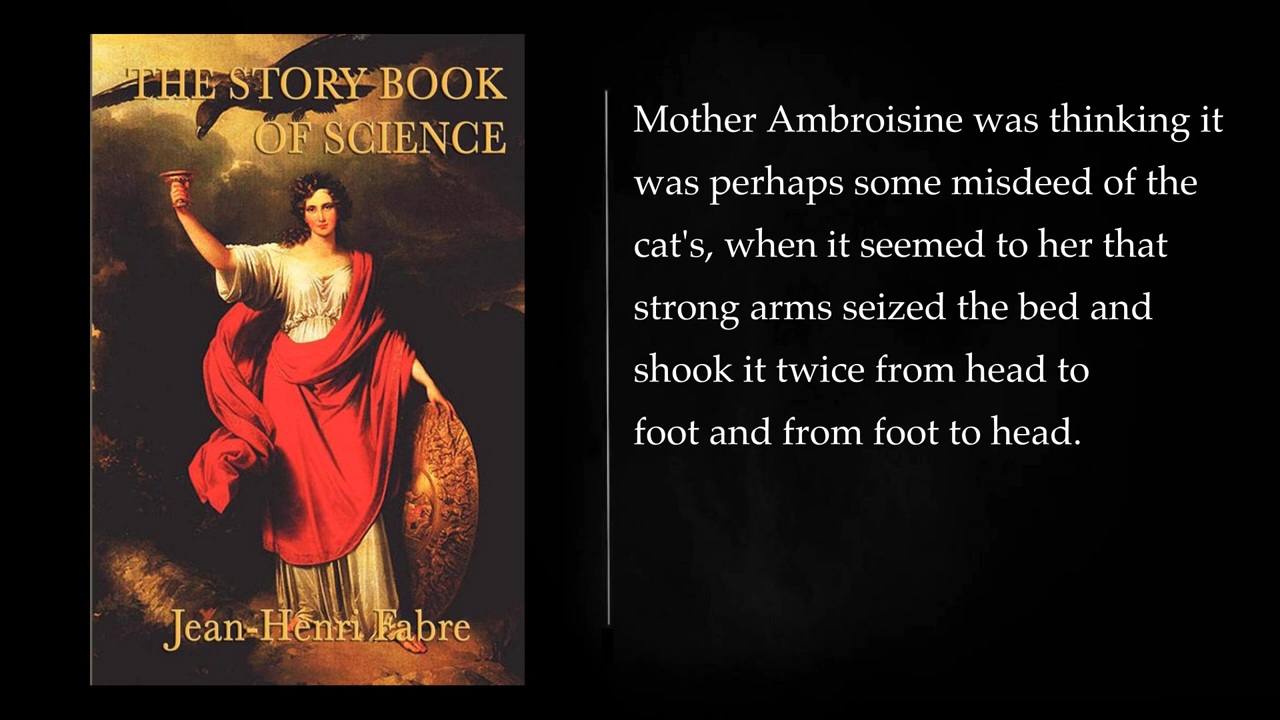 THE STORY BOOK
OF SCIENCE
Jean-Henri Fabre
Mother Ambroisine was thinking it
was perhaps some misdeed of the
cat's, when it seemed to her that
strong arms seized the bed and
shook it twice from head to
foot and from foot to head.